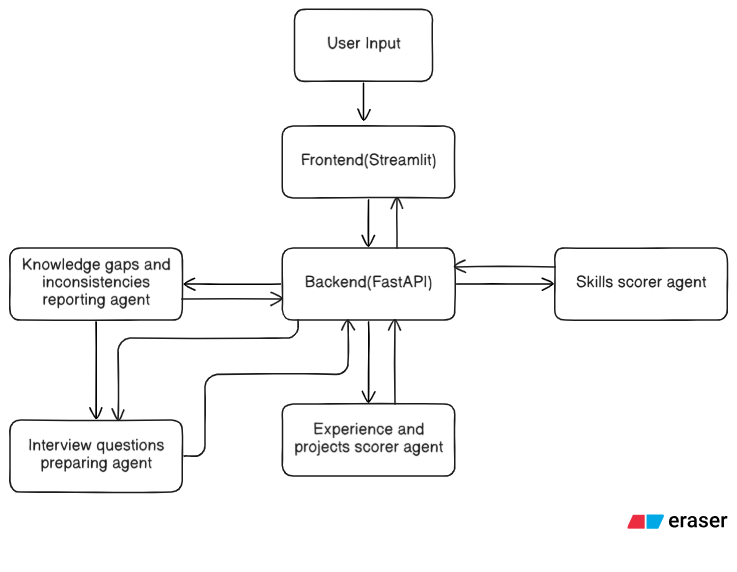 User Input
Frontend(Streamlit)
Knowledge gaps and
inconsistencies
reporting agent
Backend(FastAPI)
Skills scorer agent
Interview questions
preparing agent
Experience and
projects scorer agent
eraser